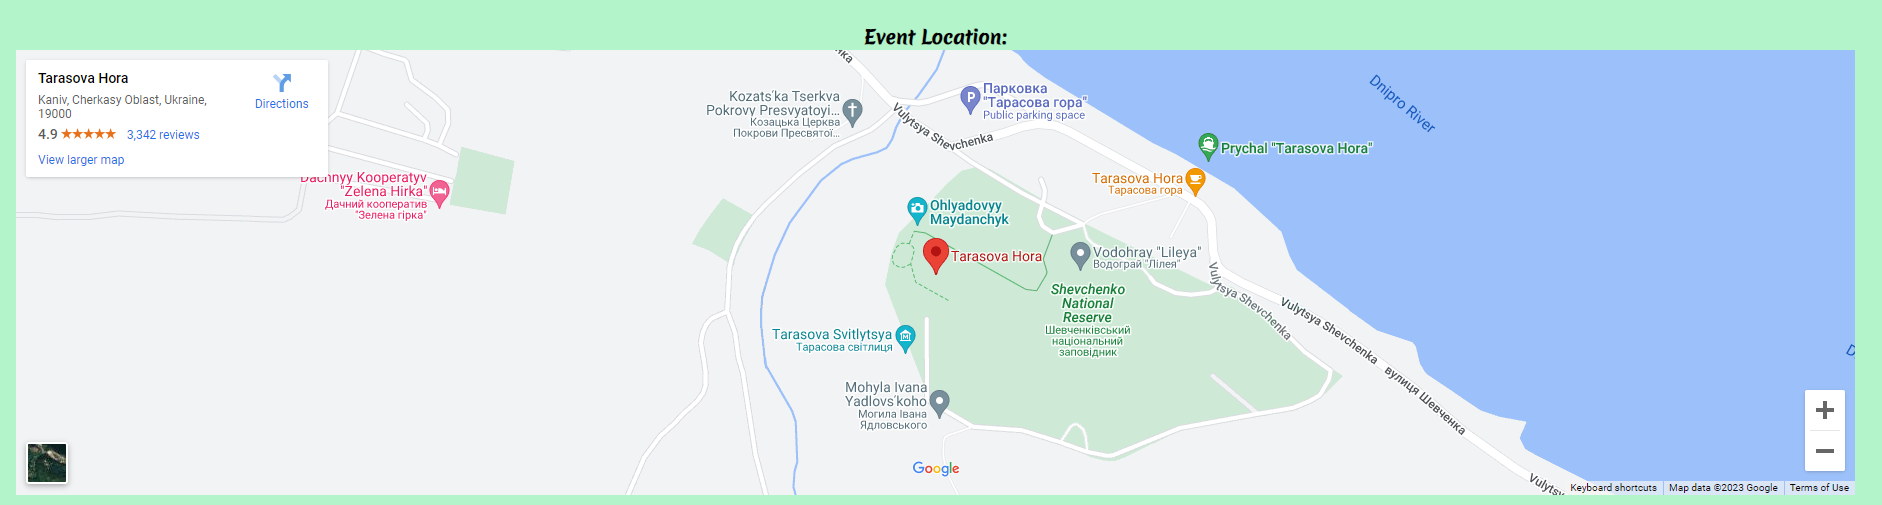 Event Location:
Tarasova Hora
Kaniv, Cherkasy Oblast, Ukraine,
19000
4.9
3,342 reviews
View larger map
Directions
Dachnyy Kooperatyv
"Zelena Hirka"
Дачний кооператив
"Зелена гірка"
Kozats'ka Tserkva
Pokrovy Presvyatoyi...
Козацька Церква
Покрови Пресвятої...
Vulytsya Shevchenka
P
Парковка
"Тарасова гора"
Public parking space
Dnipro River
Prychal "Tarasova Hora"
Tarasova Hora
Тарасова гора
Ohlyadovyy
Maydanchyk
Tarasova Hora
Vodohray "Lileya"
Водограй "Лілея"
Shevchenko
National
Reserve
Шевченківський
національний
заповідник
Vulytsya Shevchenka
Vulytsya Shevchenka
вулиця Шевченка
Tarasova Svitlytsya
Тарасова світлиця
Mohyla Ivana
Yadlovs'koho
Могила Івана
Ядловського
Google
Keyboard shortcuts
Map data ©2023 Google
Terms of Use